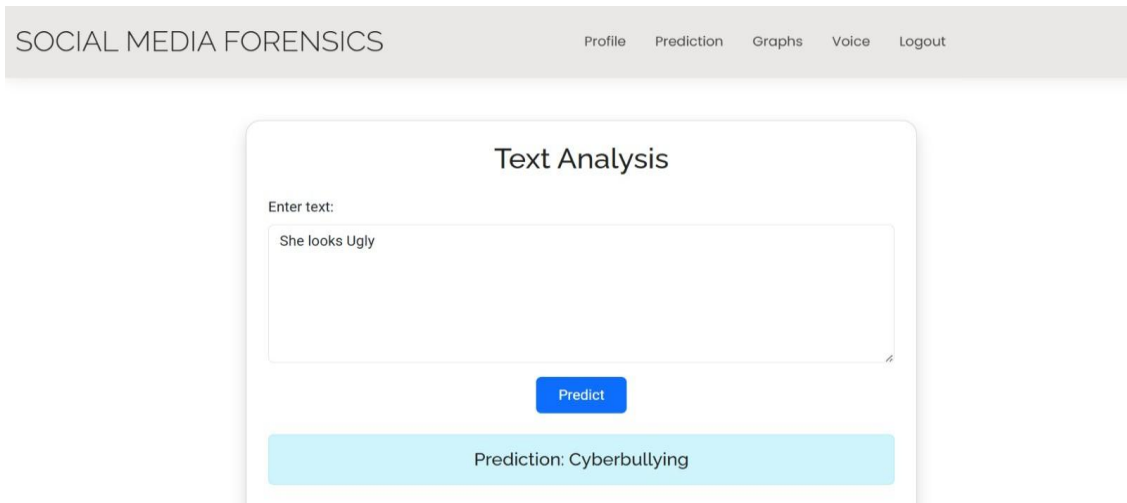 SOCIAL MEDIA FORENSICS Profile Prediction Graphs Voice Logout
Text Analysis
Enter text:
She looks Ugly
Predict
Prediction: Cyberbullying